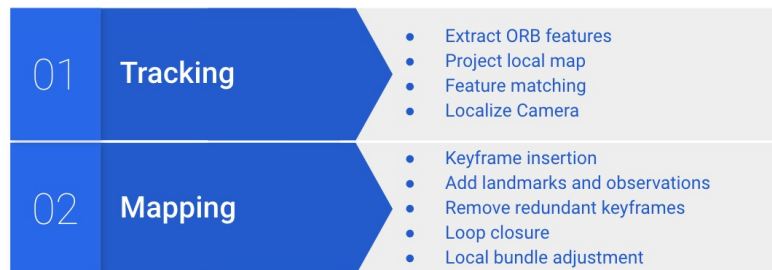 01
Tracking
● Extract ORB features
● Project local map
● Feature matching
● Localize Camera
02
Mapping
● Keyframe insertion
● Add landmarks and observations
● Remove redundant keyframes
● Loop closure
● Local bundle adjustment